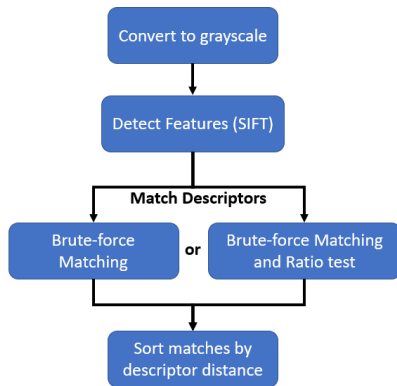 Convert to grayscale
Detect Features (SIFT)
Match Descriptors
Brute-force
Matching
or
Brute-force Matching
and Ratio test
Sort matches by
descriptor distance